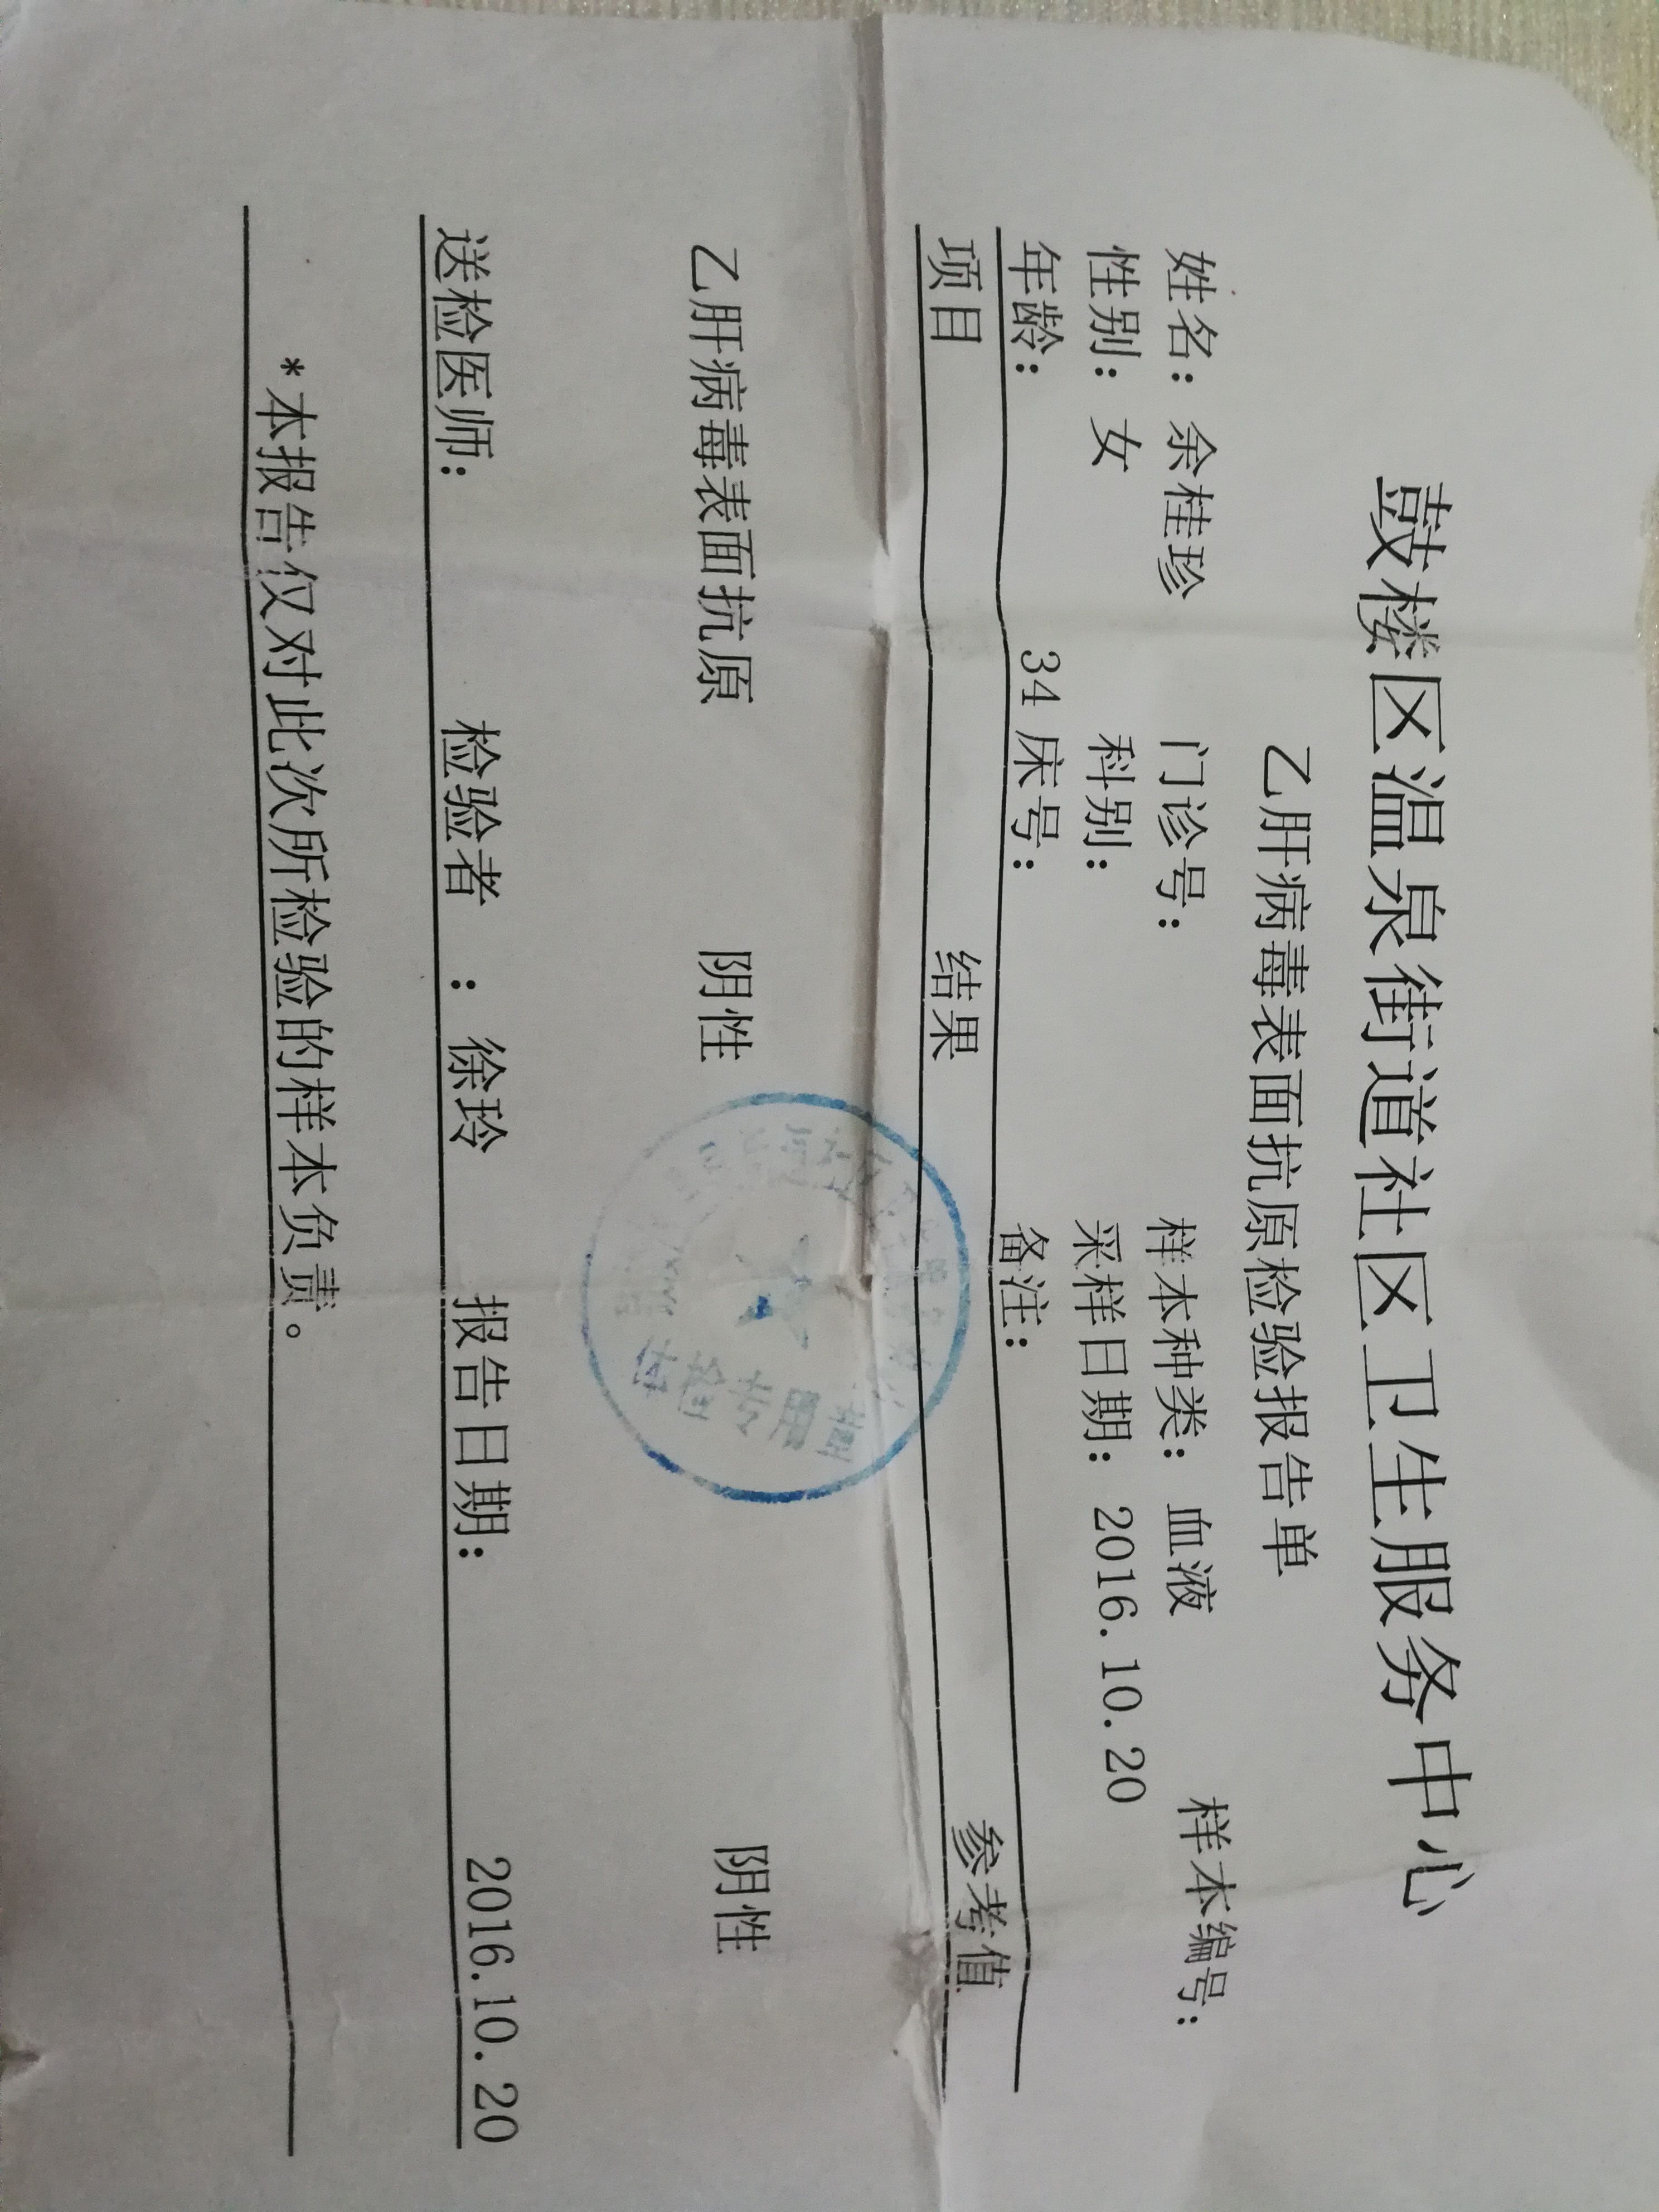 鼓楼区温泉街道社区卫生服务中心
乙肝病毒表面抗原检验报告单
姓名：余桂珍 门诊号： 样本种类：血液 样本编号：
性别：女 科别： 采样日期：2016.10.20
年龄： 34 床号： 备注：
项目 结果 参考值
乙肝病毒表面抗原 阴性 阴性
体检专用章
送检医师： 检验者 ：徐玲 报告日期： 2016.10.20
*本报告仅对此次所检验的样本负责。